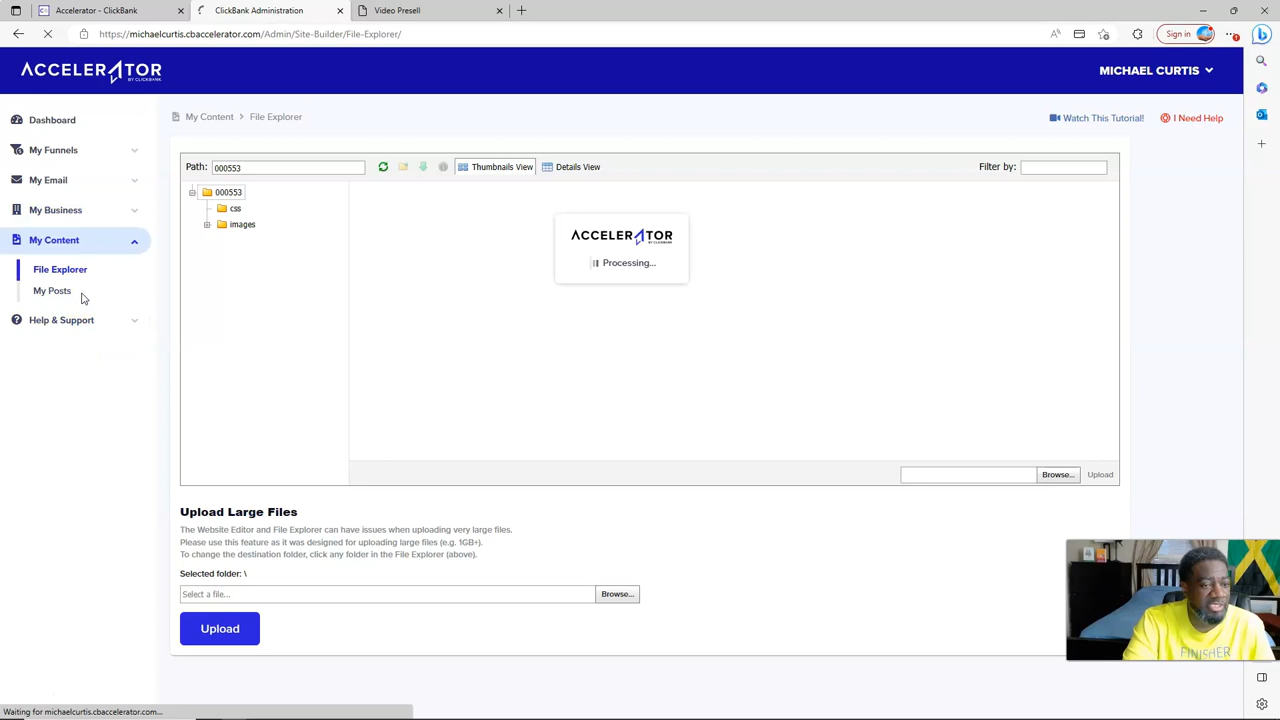 Accelerator - ClickBank
ClickBank Administration
Video Presell
https://michaelcurtis.cbaccelerator.com/Admin/Site-Builder/File-Explorer/
Sign in
ACCELERATOR
BY CLICKBANK
MICHAEL CURTIS
Dashboard
My Funnels
My Email
My Business
My Content
File Explorer
My Posts
Help & Support
My Content > File Explorer
Watch This Tutorial!
I Need Help
Path: 000553
Thumbnails View
Details View
Filter by:
000553
css
images
ACCELERATOR
BY CLICKBANK
Processing...
Browse...
Upload
Upload Large Files
The Website Editor and File Explorer can have issues when uploading very large files.
Please use this feature as it was designed for uploading large files (e.g. 1GB+).
To change the destination folder, click any folder in the File Explorer (above).
Selected folder: \
Select a file...
Browse...
Upload
FINISHER
Waiting for michaelcurtis.cbaccelerator.com...